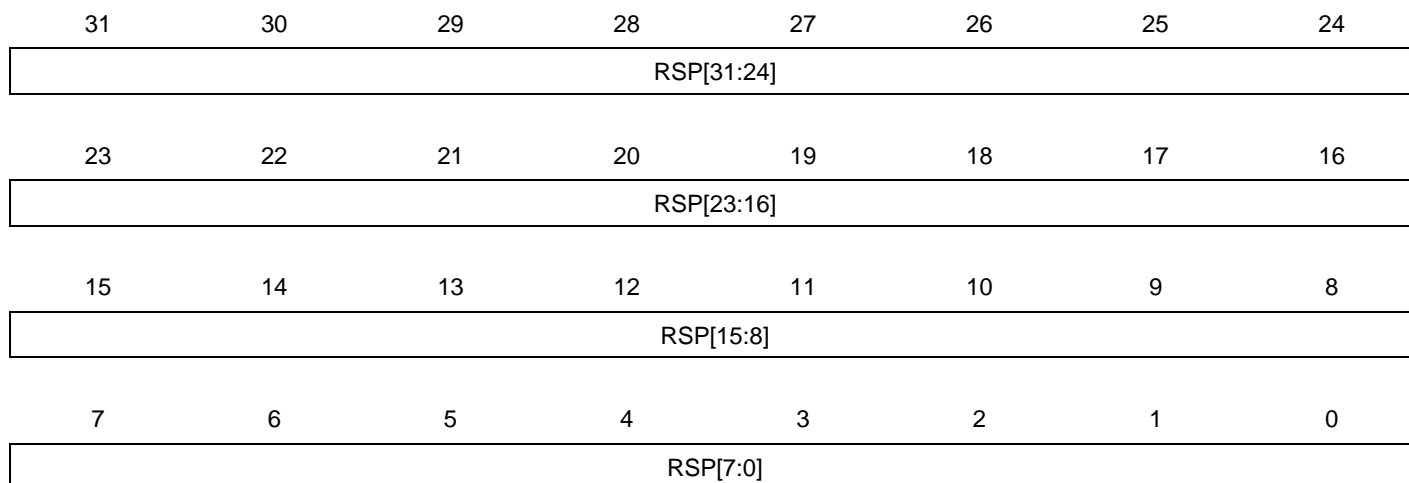 31 30 29 28 27 26 25 24
RSP[31:24]
23 22 21 20 19 18 17 16
RSP[23:16]
15 14 13 12 11 10 9 8
RSP[15:8]
7 6 5 4 3 2 1 0
RSP[7:0]